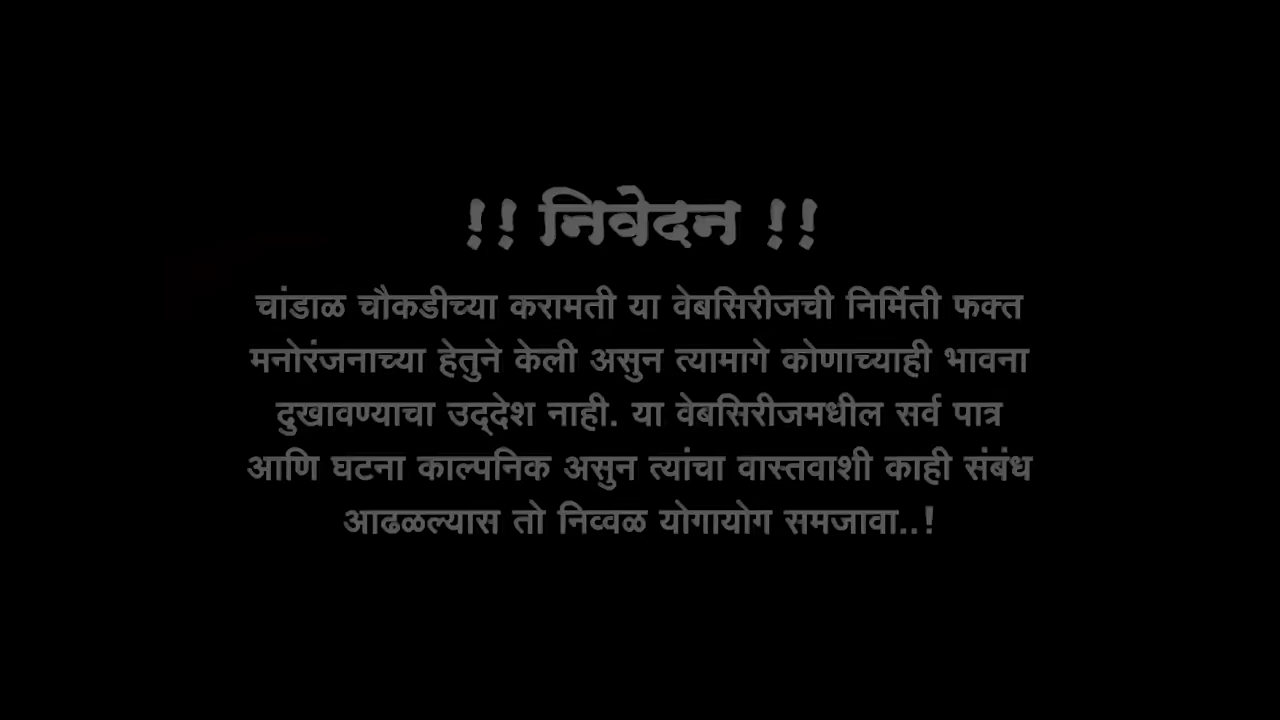 !! निवेदन !!
चांडाळ चौकडीच्या करामती या वेबसिरीजची निर्मिती फक्त
मनोरंजनाच्या हेतुने केली असुन त्यामागे कोणाच्याही भावना
दुखावण्याचा उद्देश नाही. या वेबसिरीजमधील सर्व पात्र
आणि घटना काल्पनिक असुन त्यांचा वास्तवाशी काही संबंध
आढळल्यास तो निव्वळ योगायोग समजावा..!